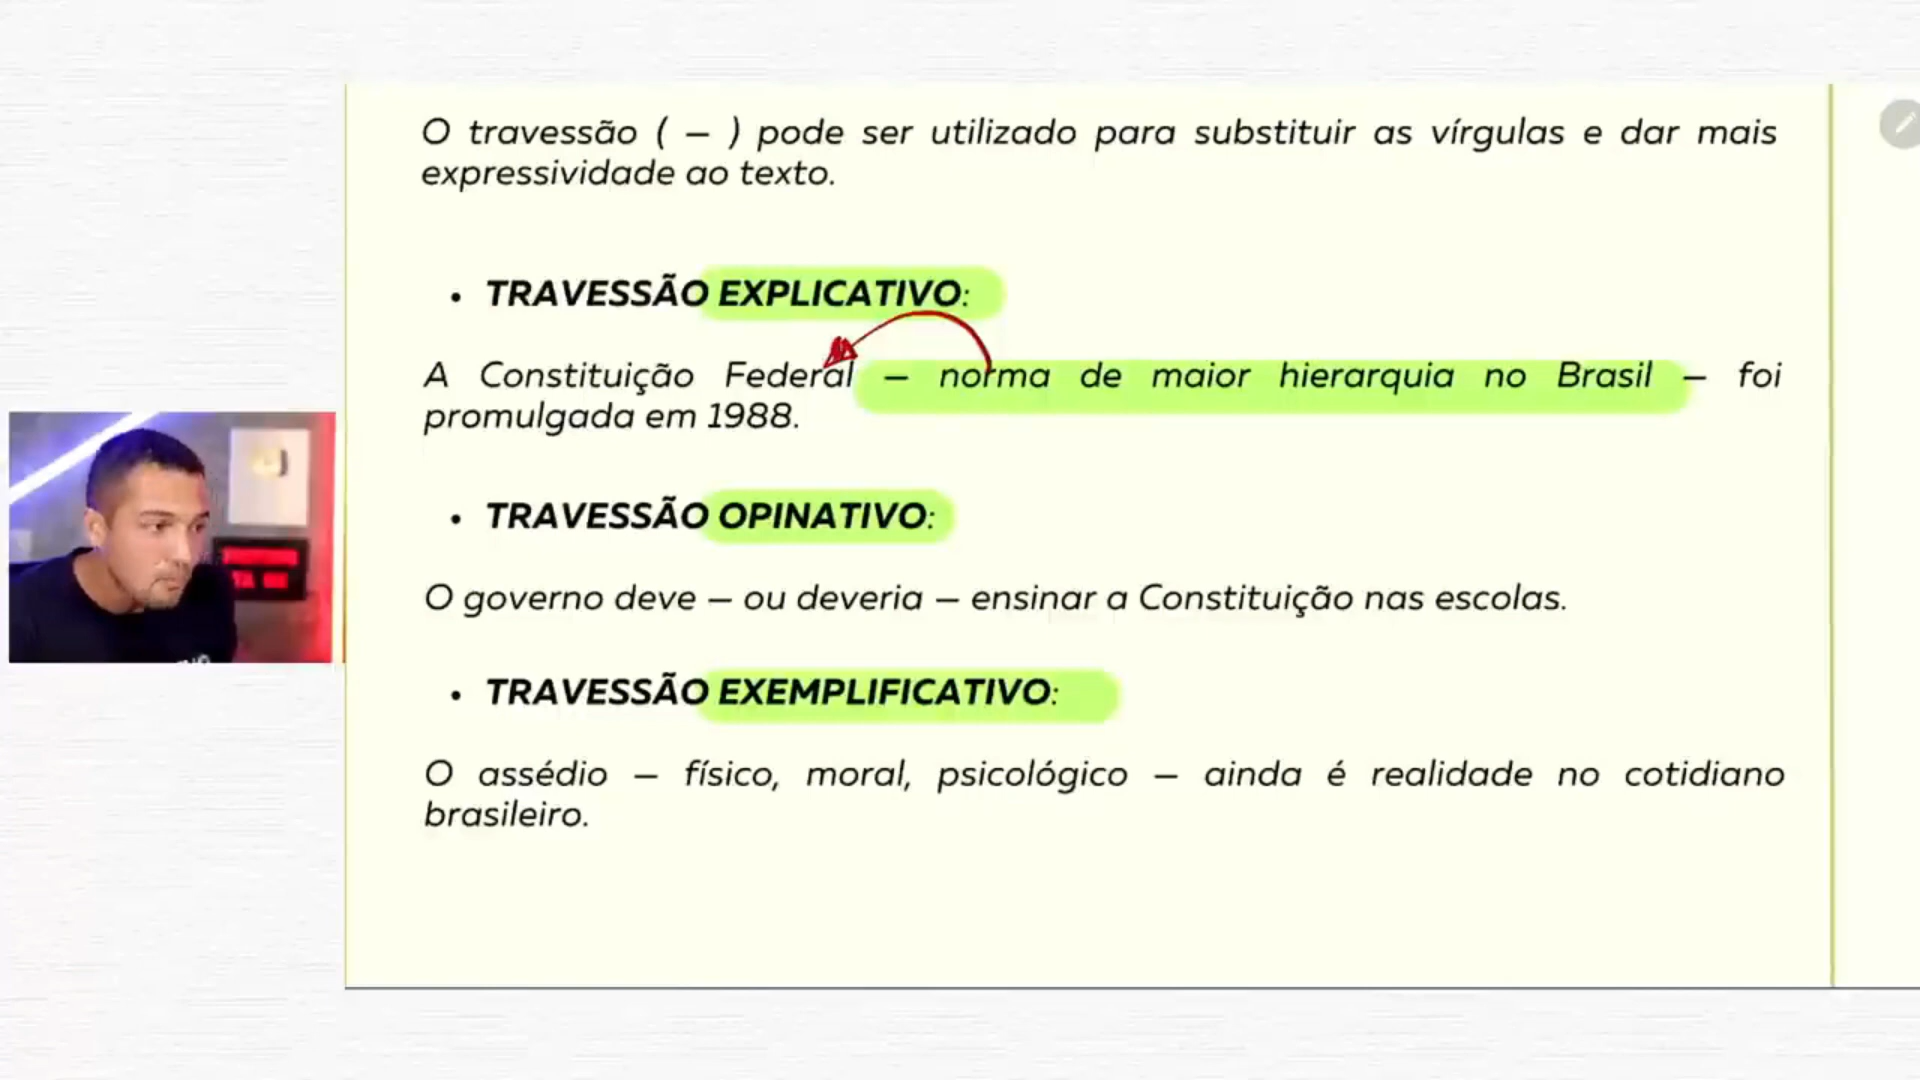 O travessão ( – ) pode ser utilizado para substituir as vírgulas e dar mais
expressividade ao texto.
• TRAVESSÃO EXPLICATIVO:
A Constituição Federal – norma de maior hierarquia no Brasil – foi
promulgada em 1988.
• TRAVESSÃO OPINATIVO:
O governo deve – ou deveria – ensinar a Constituição nas escolas.
• TRAVESSÃO EXEMPLIFICATIVO:
O assédio – físico, moral, psicológico – ainda é realidade no cotidiano
brasileiro.